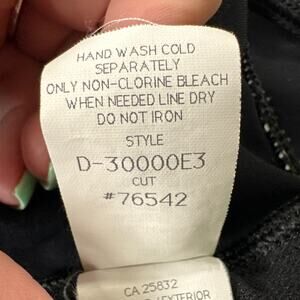 HAND WASH COLD
SEPARATELY
ONLY NON-CLORINE BLEACH
WHEN NEEDED LINE DRY
DO NOT IRON
STYLE
D-30000E3
CUT
#76542
CA 25832
EXTERIOR